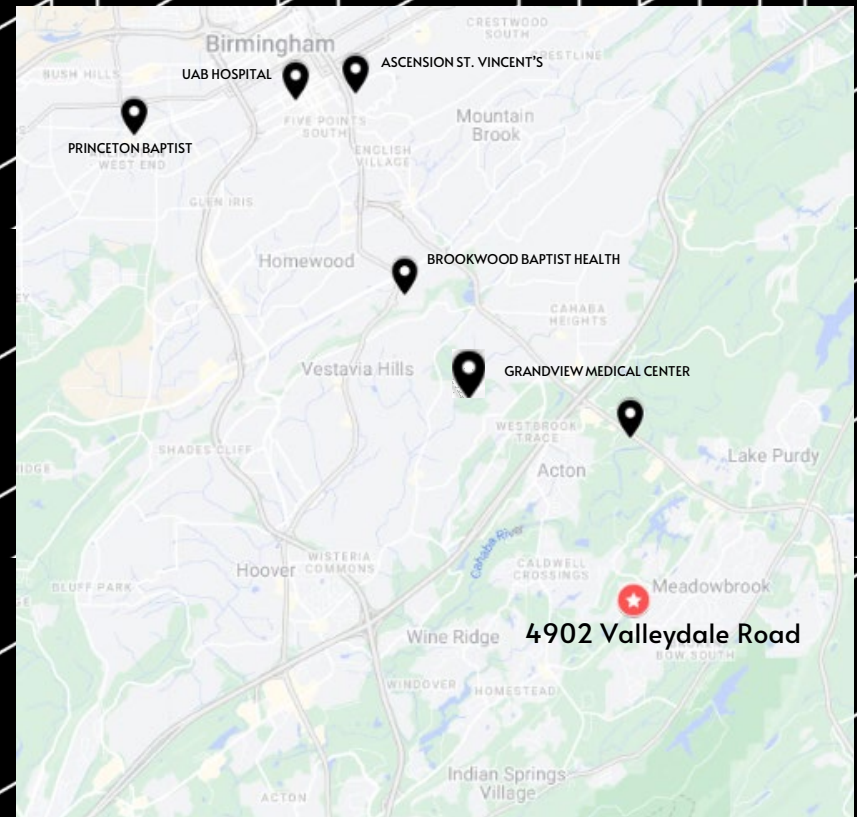 CRESTWOOD
SOUTH
Birmingham
ASCENSION ST. VINCENT'S
CRESTLINE
UAB HOSPITAL
BUSH HILLS
Mountain
Brook
FIVE POINTS
SOUTH
PRINCETON BAPTIST
WEST END
ENGLISH
VILLAGE
GLEN IRIS
Homewood
BROOKWOOD BAPTIST HEALTH
CAHABA
HEIGHTS
Vestavia Hills
GRANDVIEW MEDICAL CENTER
WESTBROOK
TRACE
SHADES CLIFF
Lake Purdy
Acton
Cahaba River
WISTERIA
COMMONS
Hoover
CALDWELL
CROSSINGS
BLUFF PARK
Meadowbrook
4902 Valleydale Road
Wine Ridge
BOW SOUTH
WINDOVER
HOMESTEAD
Indian Springs
Village
ACTON